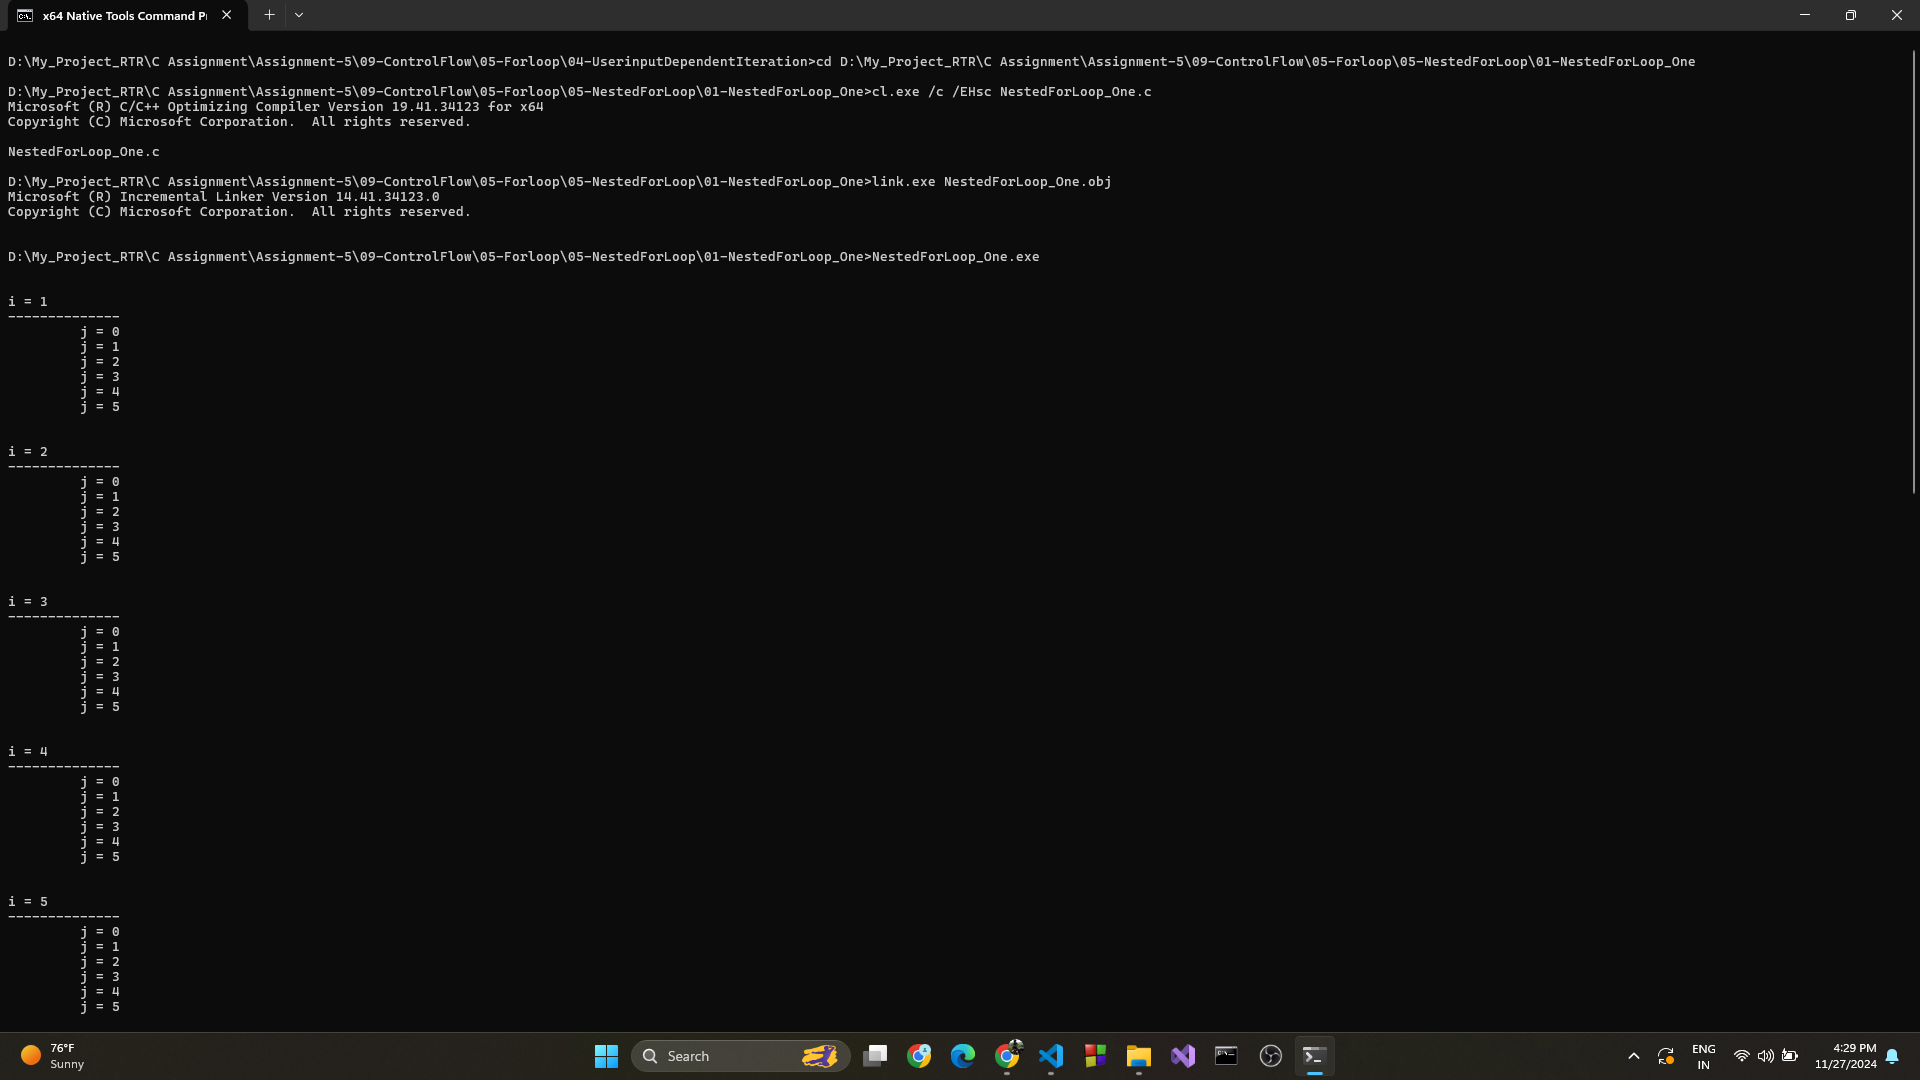 x64 Native Tools Command P
D:\My_Project_RTR\C Assignment\Assignment-5\09-ControlFlow\05-Forloop\04-UserinputDependentIteration>cd D:\My_Project_RTR\C Assignment\Assignment-5\09-ControlFlow\05-Forloop\05-NestedForLoop\01-NestedForLoop_One
D:\My_Project_RTR\C Assignment\Assignment-5\09-ControlFlow\05-Forloop\05-NestedForLoop\01-NestedForLoop_One>cl.exe /c /EHsc NestedForLoop_One.c
Microsoft (R) C/C++ Optimizing Compiler Version 19.41.34123 for x64
Copyright (C) Microsoft Corporation.  All rights reserved.
NestedForLoop_One.c
D:\My_Project_RTR\C Assignment\Assignment-5\09-ControlFlow\05-Forloop\05-NestedForLoop\01-NestedForLoop_One>link.exe NestedForLoop_One.obj
Microsoft (R) Incremental Linker Version 14.41.34123.0
Copyright (C) Microsoft Corporation.  All rights reserved.
D:\My_Project_RTR\C Assignment\Assignment-5\09-ControlFlow\05-Forloop\05-NestedForLoop\01-NestedForLoop_One>NestedForLoop_One.exe
i = 1
--------------
j = 0
j = 1
j = 2
j = 3
j = 4
j = 5
i = 2
--------------
j = 0
j = 1
j = 2
j = 3
j = 4
j = 5
i = 3
--------------
j = 0
j = 1
j = 2
j = 3
j = 4
j = 5
i = 4
--------------
j = 0
j = 1
j = 2
j = 3
j = 4
j = 5
i = 5
--------------
j = 0
j = 1
j = 2
j = 3
j = 4
j = 5
76°F
Sunny
Search
ENG
IN
4:29 PM
11/27/2024